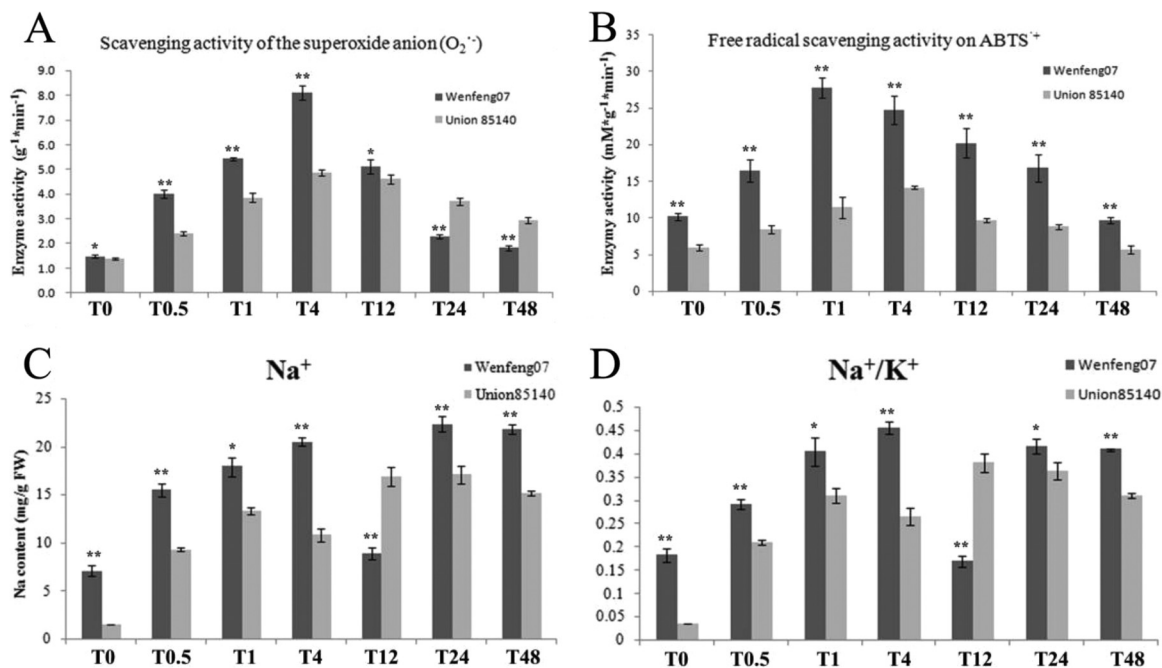 A
Scavenging activity of the superoxide anion (O₂˙⁻)
Enzyme activity (g⁻¹*min⁻¹)
9.0
8.0
7.0
6.0
5.0
4.0
3.0
2.0
1.0
0.0
Wenfeng07
Union 85140
*
**
**
**
*
**
**
T0 T0.5 T1 T4 T12 T24 T48
B
Free radical scavenging activity on ABTS˙⁺
Enzymy activity (mM*g⁻¹*min⁻¹)
35
30
25
20
15
10
5
0
Wenfeng07
Union 85140
**
**
**
**
**
**
**
T0 T0.5 T1 T4 T12 T24 T48
C
Na⁺
Na content (mg/g FW)
25
20
15
10
5
0
Wenfeng07
Union85140
**
**
*
**
**
**
**
T0 T0.5 T1 T4 T12 T24 T48
D
Na⁺/K⁺
0.5
0.45
0.4
0.35
0.3
0.25
0.2
0.15
0.1
0.05
0
Wenfeng07
Union85140
**
**
*
**
**
*
**
T0 T0.5 T1 T4 T12 T24 T48